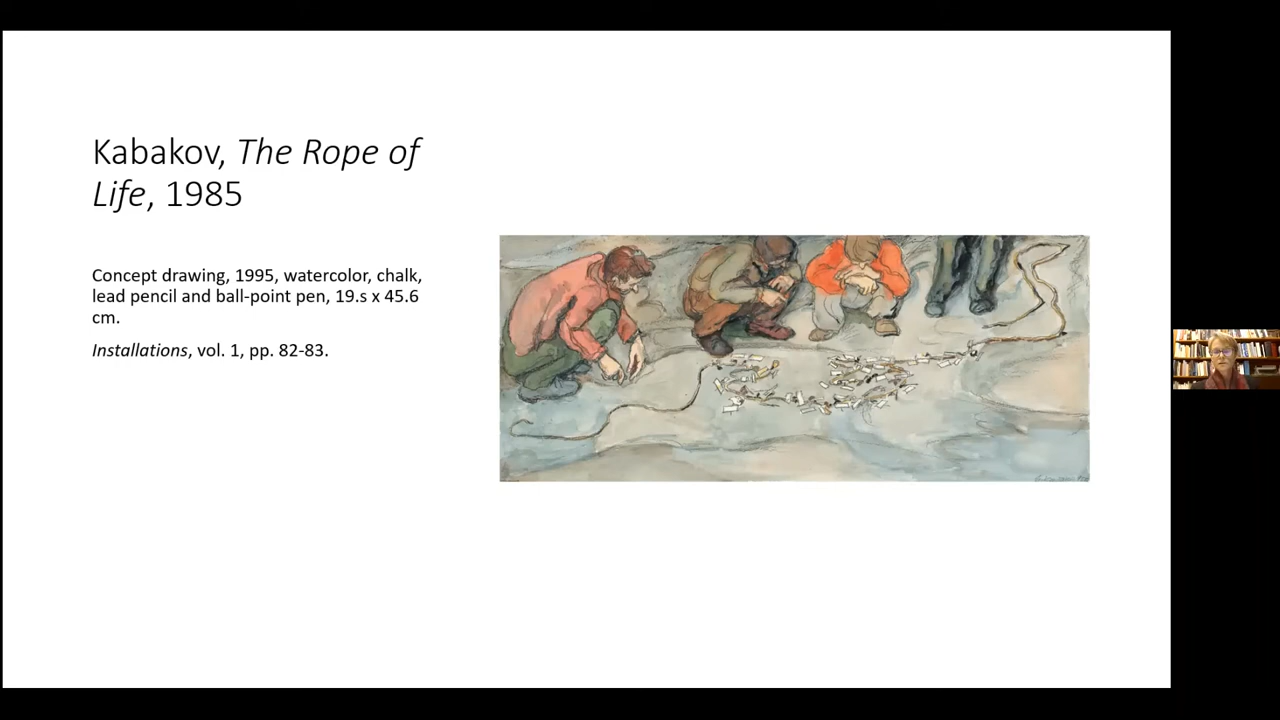 Kabakov, The Rope of
Life, 1985
Concept drawing, 1995, watercolor, chalk,
lead pencil and ball-point pen, 19.s x 45.6
cm.
Installations, vol. 1, pp. 82-83.